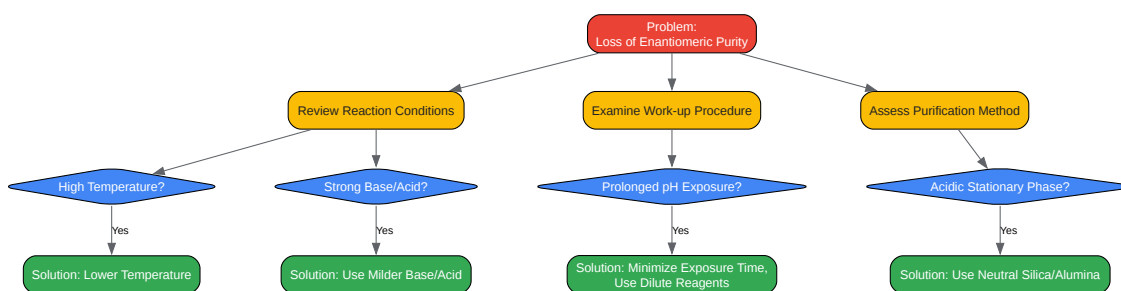 Problem:
Loss of Enantiomeric Purity
Review Reaction Conditions
Examine Work-up Procedure
Assess Purification Method
High Temperature?
Strong Base/Acid?
Prolonged pH Exposure?
Acidic Stationary Phase?
Yes
Yes
Yes
Yes
Solution: Lower Temperature
Solution: Use Milder Base/Acid
Solution: Minimize Exposure Time,
Use Dilute Reagents
Solution: Use Neutral Silica/Alumina